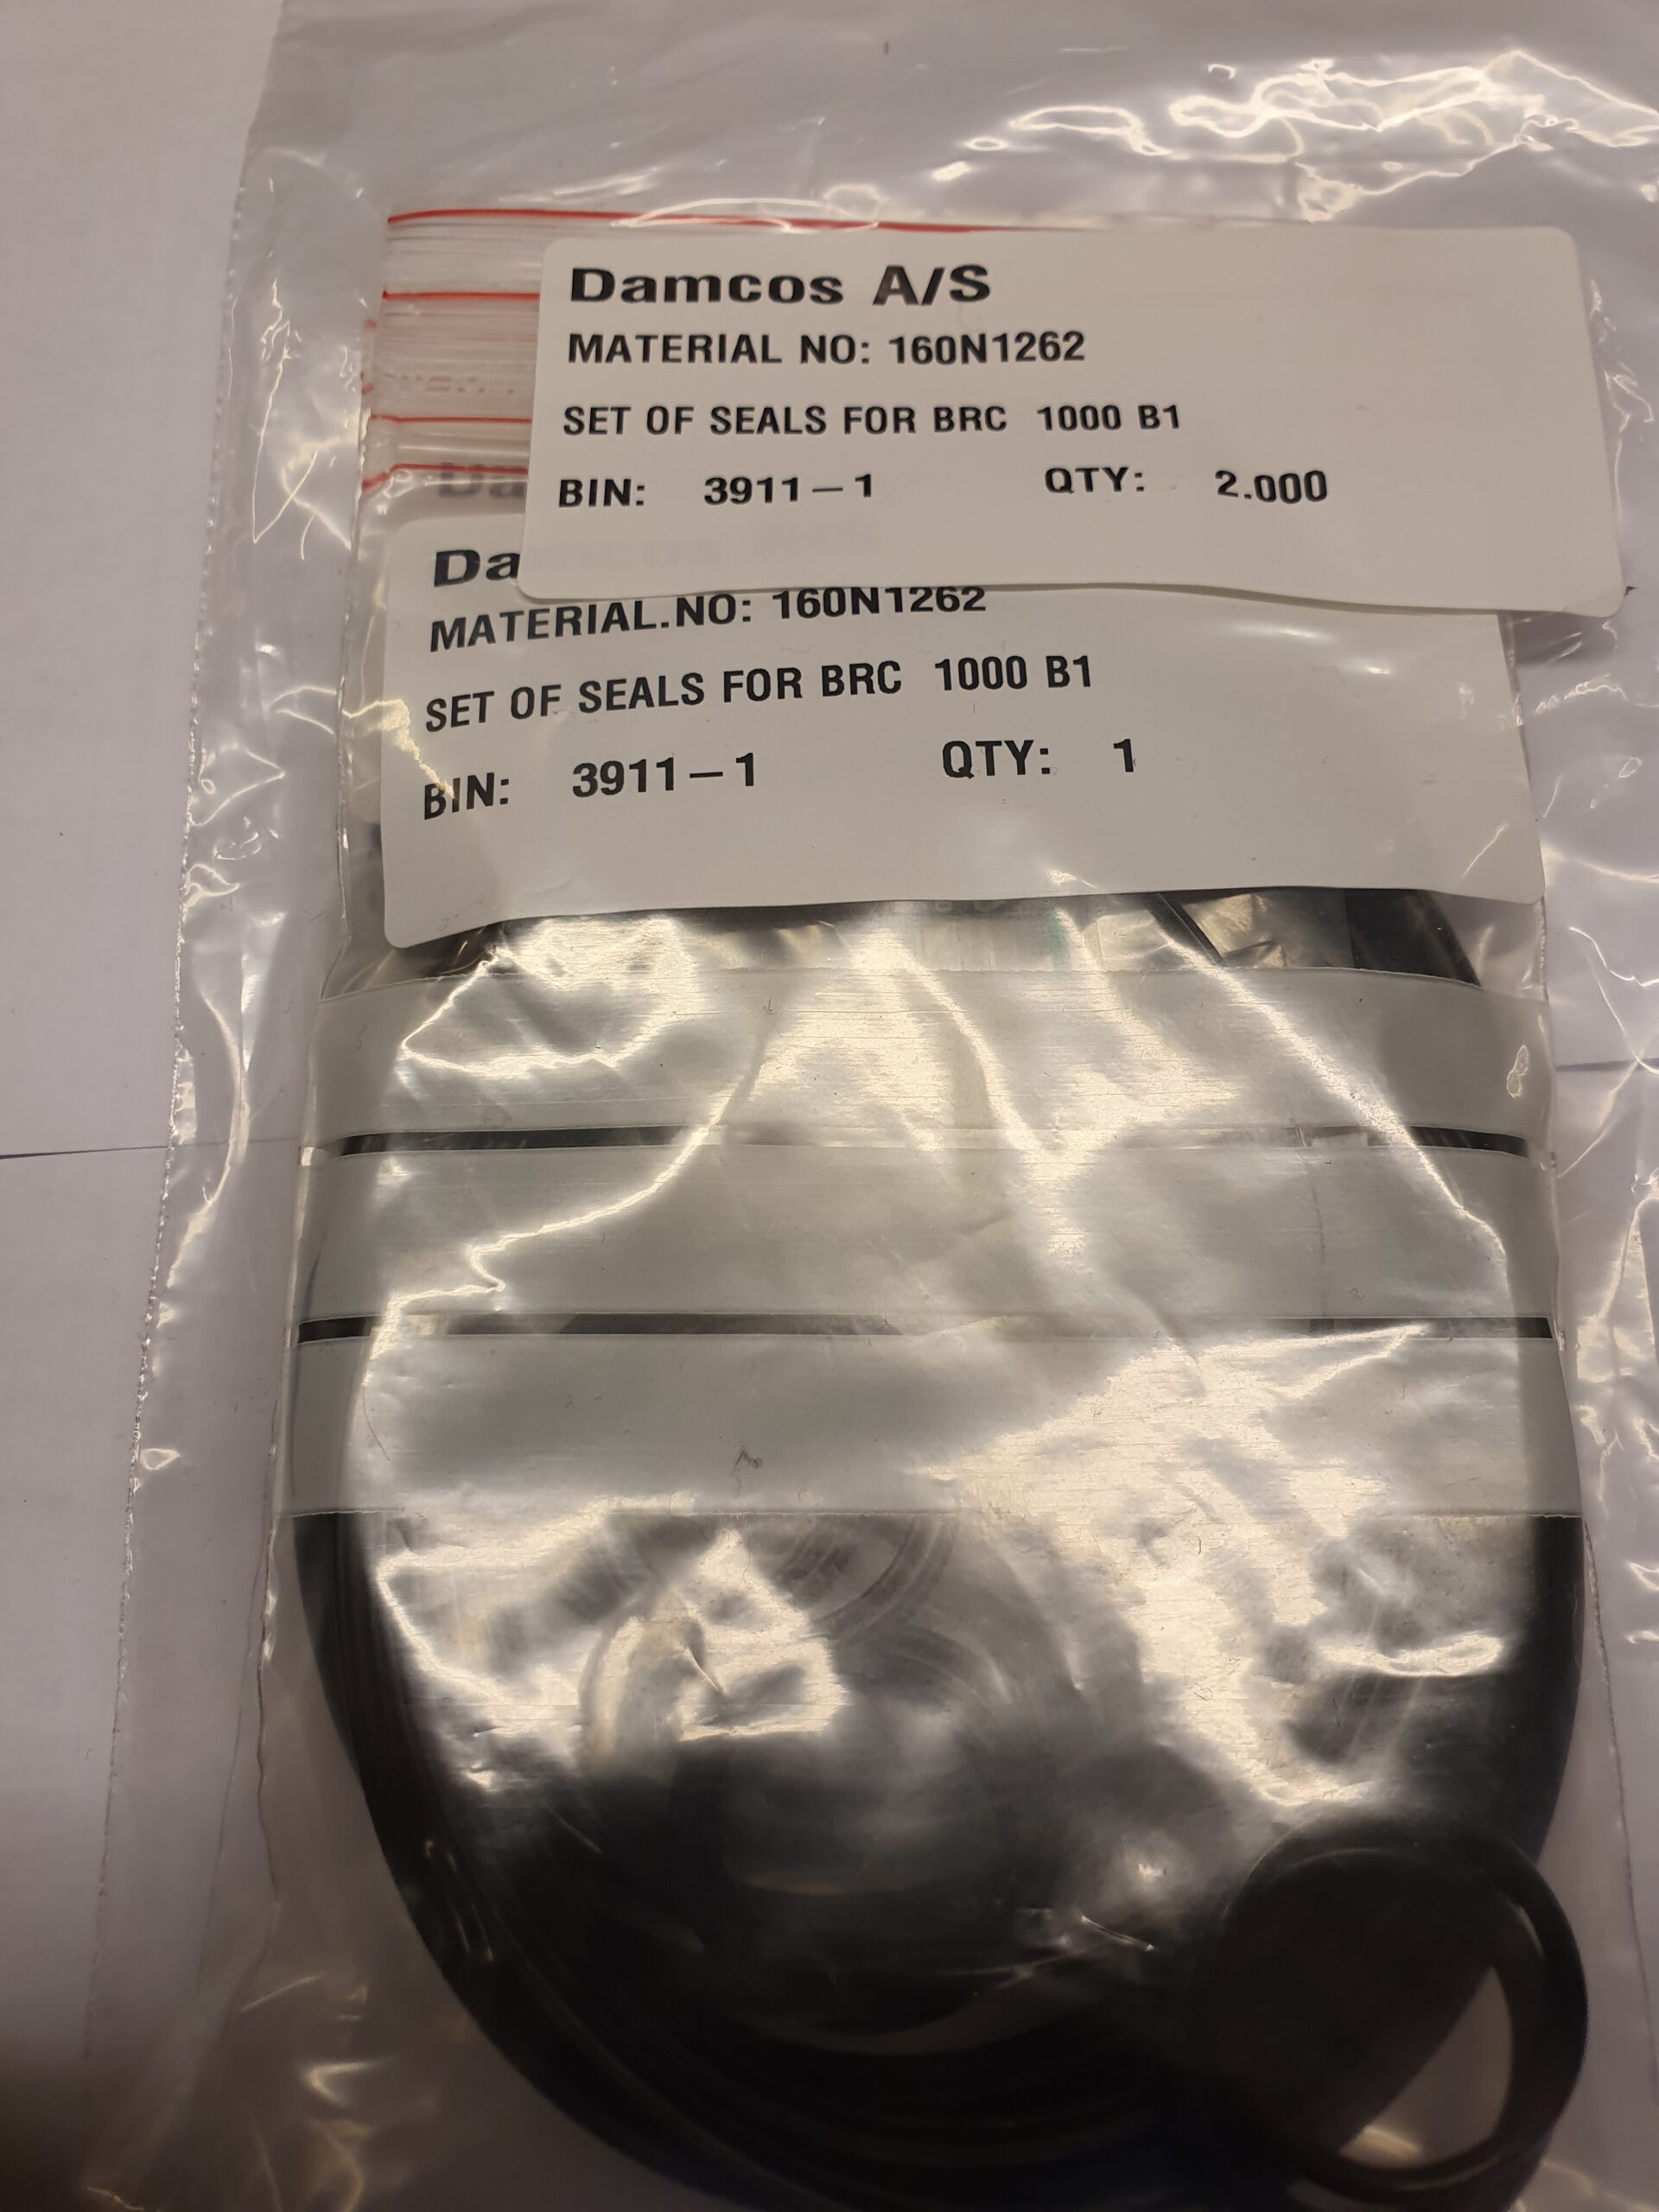 Damcos A/S
MATERIAL NO: 160N1262
SET OF SEALS FOR BRC 1000 B1
BIN: 3911-1 QTY: 2.000
Da
MATERIAL.NO: 160N1262
SET OF SEALS FOR BRC 1000 B1
BIN: 3911-1 QTY: 1